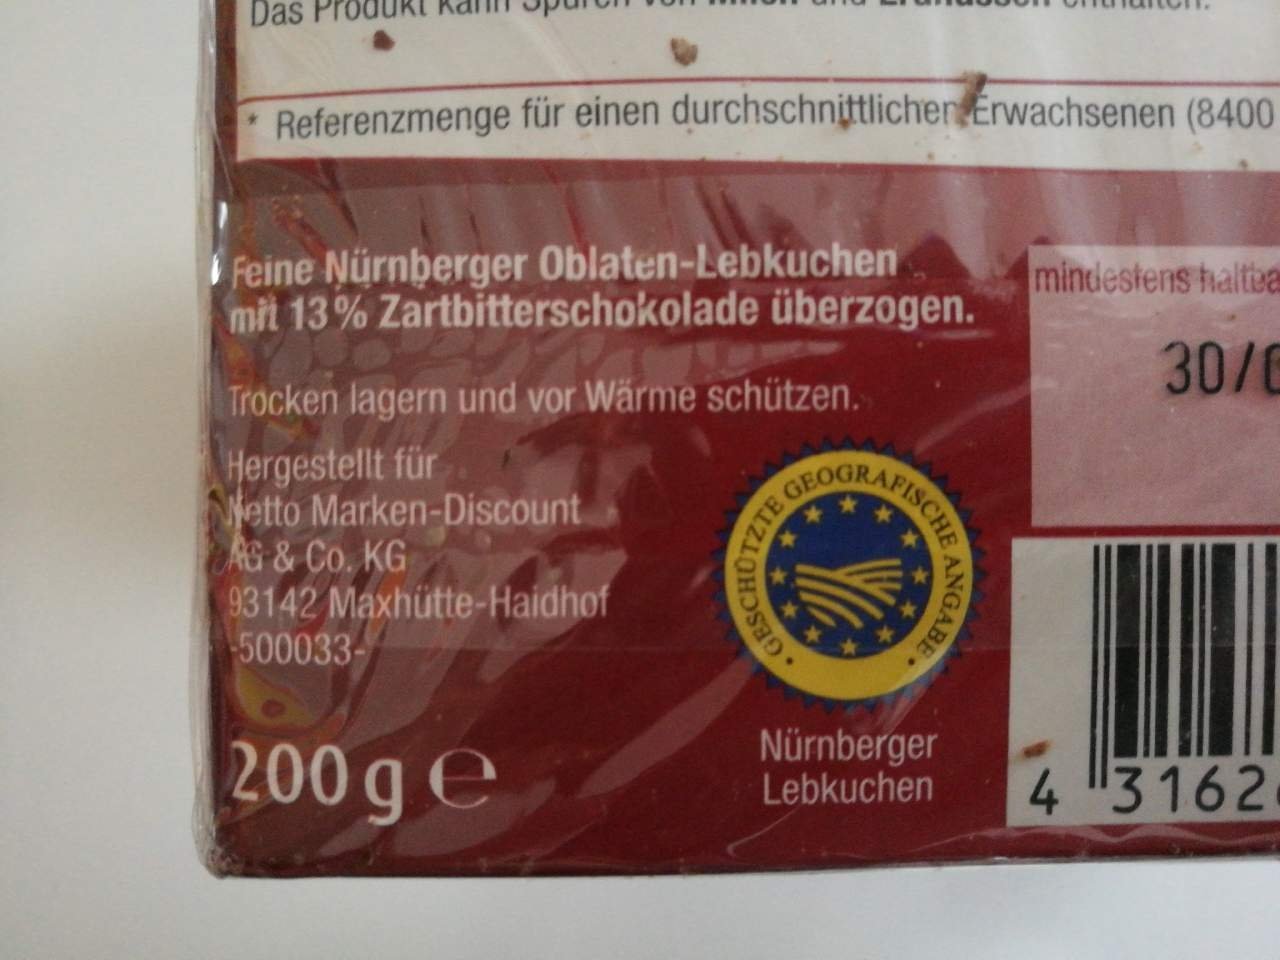 Das Produkt kann Spuren von Milch und Erdnüssen enthalten.
* Referenzmenge für einen durchschnittlichen Erwachsenen (8400
Feine Nürnberger Oblaten-Lebkuchen
mit 13% Zartbitterschokolade überzogen.
Trocken lagern und vor Wärme schützen.
Hergestellt für
Netto Marken-Discount
AG & Co. KG
93142 Maxhütte-Haidhof
-500033-
200 g e
• GESCHÜTZTE GEOGRAFISCHE ANGABE •
Nürnberger
Lebkuchen
mindestens haltba
30/
4 3162